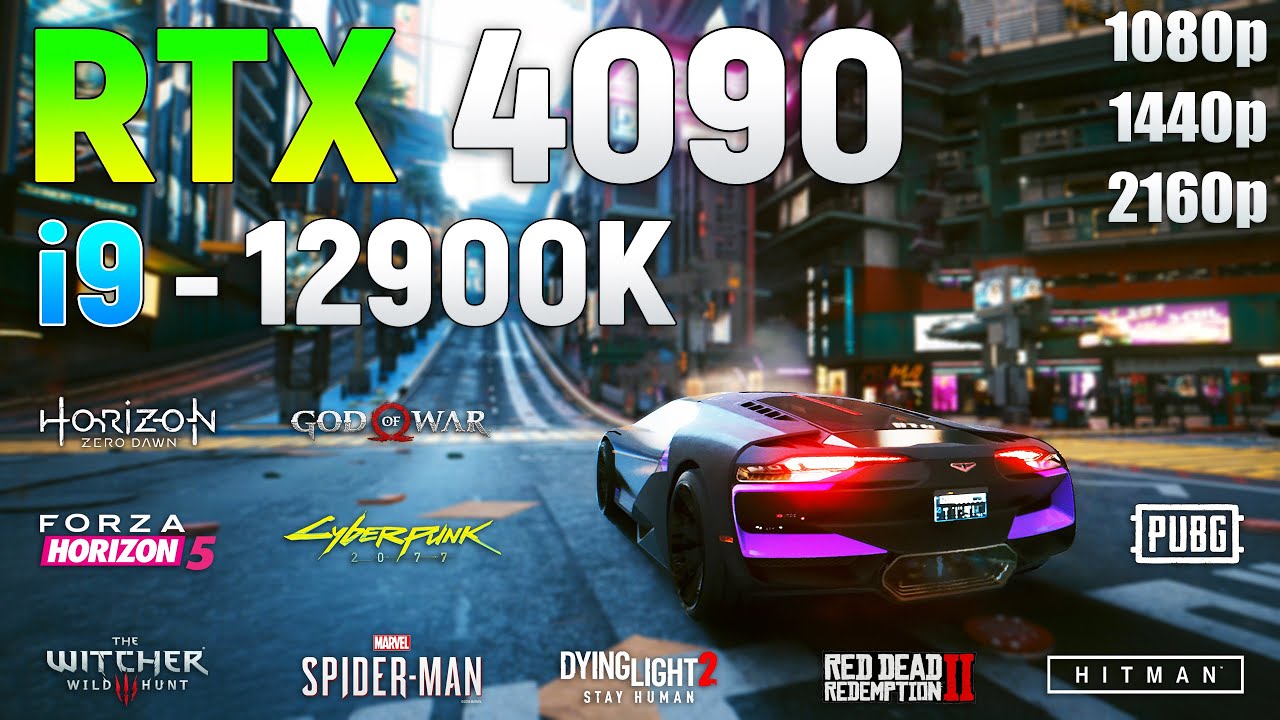 RTX 4090
1080p
1440p
2160p
i9 - 12900K
HORIZON
ZERO DAWN
GOD OF WAR
FORZA
HORIZON 5
CYBERPUNK
2077
PUBG
THE
WITCHER
WILD HUNT
MARVEL
SPIDER-MAN
DYING LIGHT 2
STAY HUMAN
RED DEAD
REDEMPTION II
HITMAN